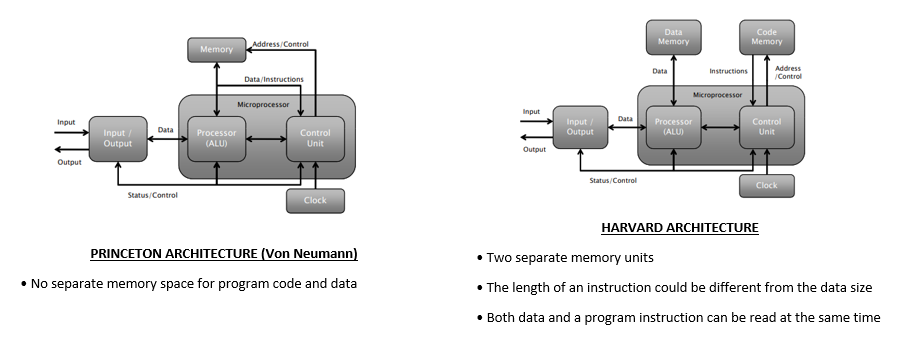 Memory
Address/Control
Data/Instructions
Microprocessor
Input
Input / Output
Data
Processor (ALU)
Control Unit
Output
Status/Control
Clock
PRINCETON ARCHITECTURE (Von Neumann)
• No separate memory space for program code and data
Data Memory
Code Memory
Data
Instructions
Address /Control
Microprocessor
Input
Input / Output
Data
Processor (ALU)
Control Unit
Output
Status/Control
Clock
HARVARD ARCHITECTURE
• Two separate memory units
• The length of an instruction could be different from the data size
• Both data and a program instruction can be read at the same time